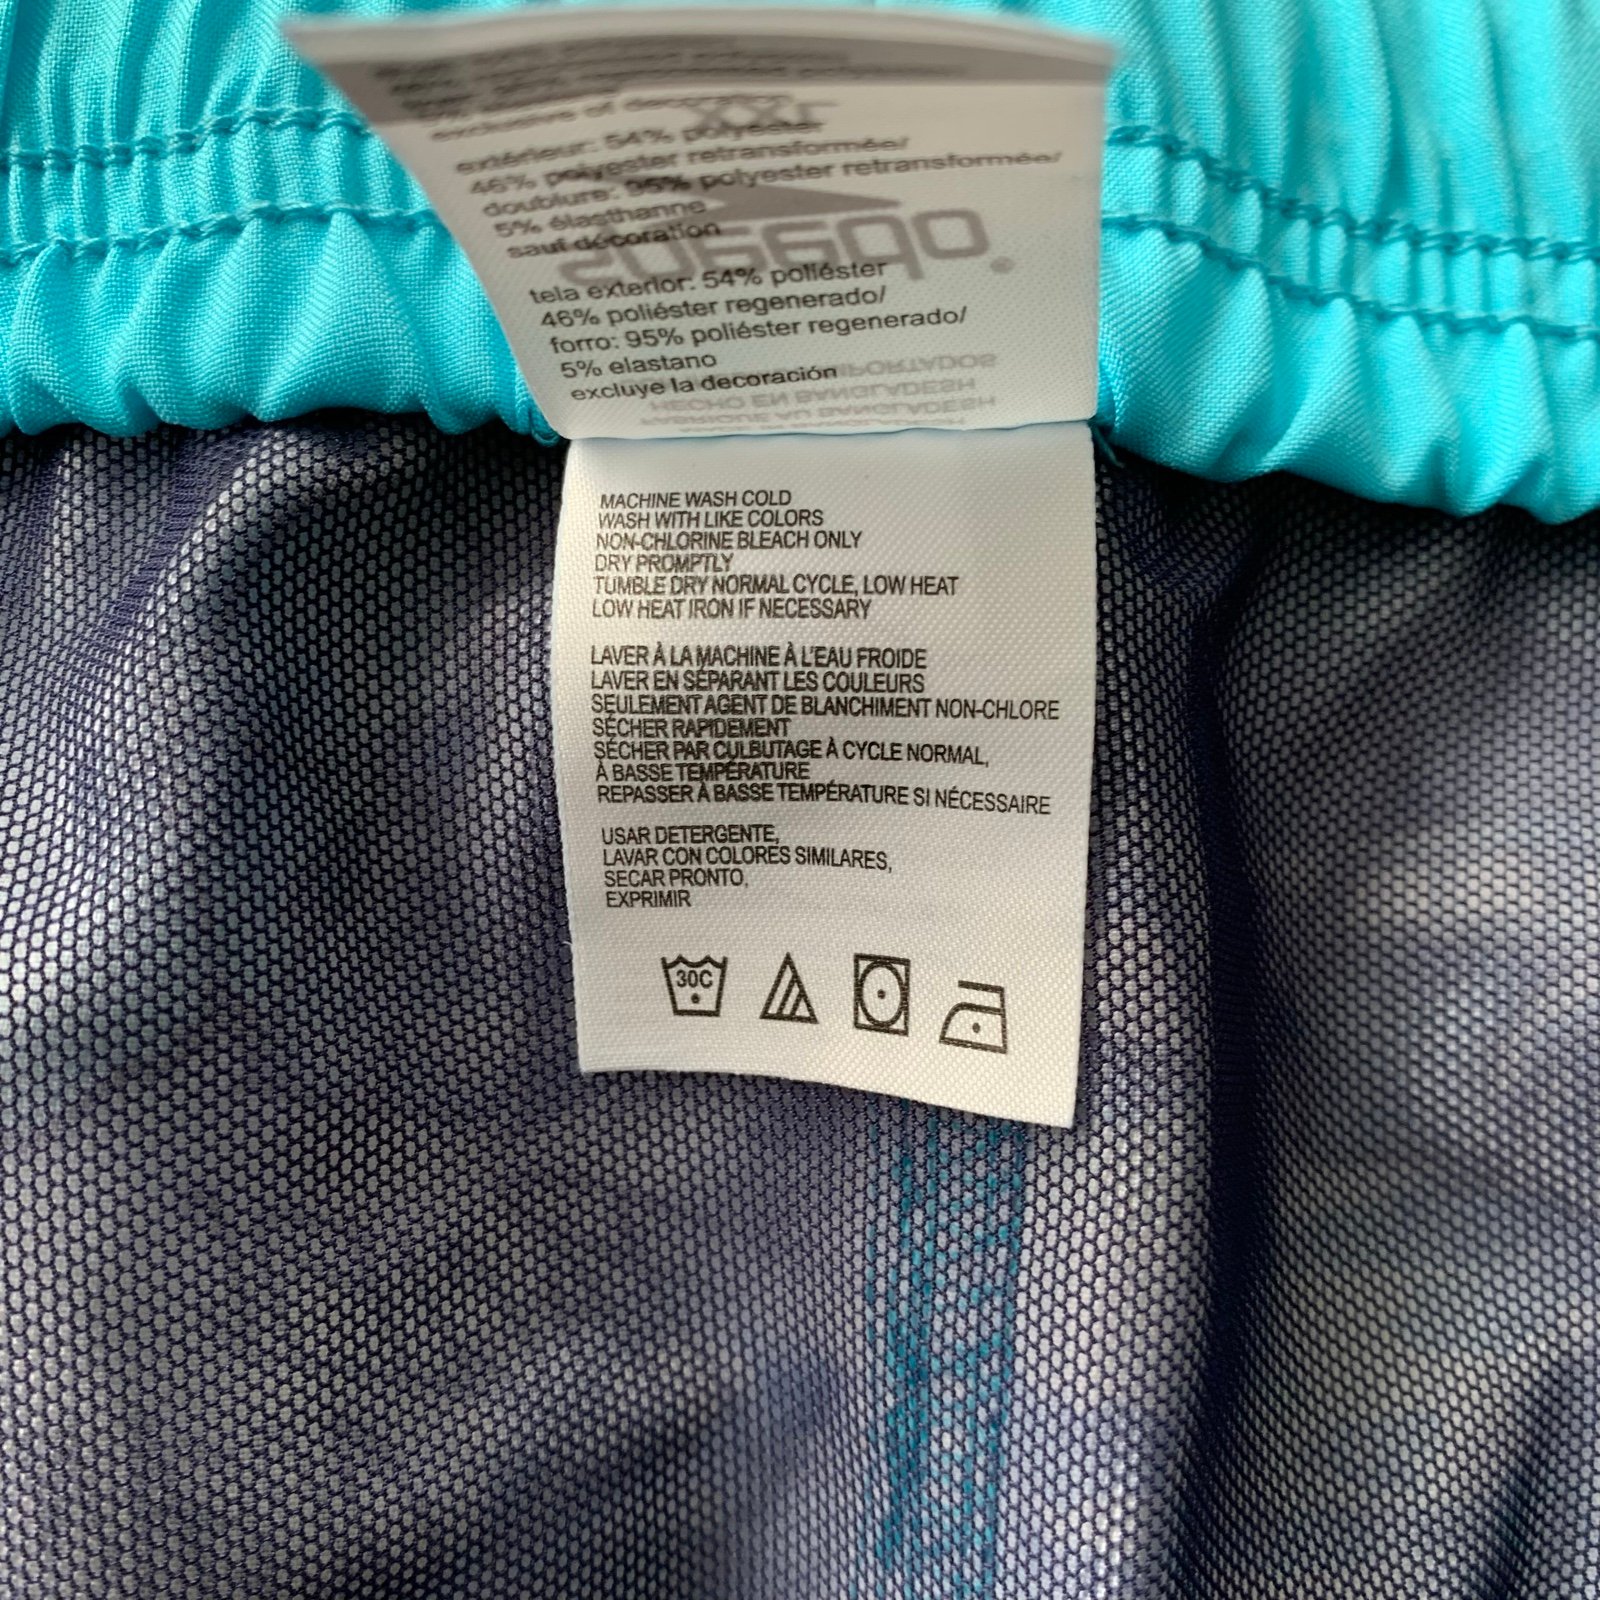 exclusive of decoration
extérieur: 54% polyéster
46% polyester retransformée/
doublure: 95% polyester retransformée/
5% élasthanne
sauf décoration
tela exterior: 54% poliéster
46% poliéster regenerado/
forro: 95% poliéster regenerado/
5% elastano
excluye la decoración
XXL
speedo
HECHO EN BANGLADESH
MACHINE WASH COLD
WASH WITH LIKE COLORS
NON-CHLORINE BLEACH ONLY
DRY PROMPTLY
TUMBLE DRY NORMAL CYCLE, LOW HEAT
LOW HEAT IRON IF NECESSARY
LAVER À LA MACHINE À L'EAU FROIDE
LAVER EN SÉPARANT LES COULEURS
SEULEMENT AGENT DE BLANCHIMENT NON-CHLORE
SÉCHER RAPIDEMENT
SÉCHER PAR CULBUTAGE À CYCLE NORMAL,
À BASSE TEMPÉRATURE
REPASSER À BASSE TEMPÉRATURE SI NÉCESSAIRE
USAR DETERGENTE,
LAVAR CON COLORES SIMILARES,
SECAR PRONTO,
EXPRIMIR
30C